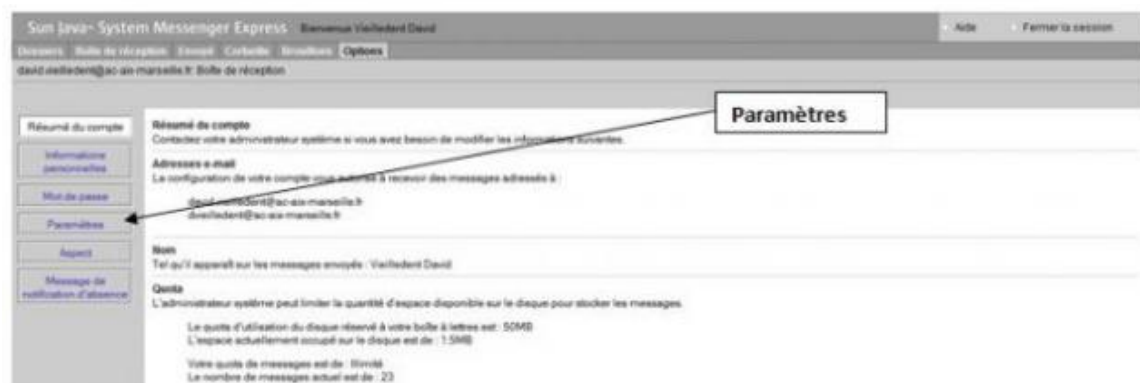 Sun Java™ System Messenger Express Bienvenue Vieilledent David
Aide Fermer la session
Dossiers Boîte de réception Envoyé Corbeille Brouillons Options
david.vieilledent@ac-aix-marseille.fr: Boîte de réception
Paramètres
Résumé du compte
Informations
personnelles
Mot de passe
Paramètres
Aspect
Message de
notification d'absence
Résumé du compte
Contactez votre administrateur système si vous avez besoin de modifier les informations suivantes.
Adresses e-mail
La configuration de votre compte vous autorise à recevoir des messages adressés à :
david.vieilledent@ac-aix-marseille.fr
dvieilledent@ac-aix-marseille.fr
Nom
Tel qu'il apparaît sur les messages envoyés : Vieilledent David
Quota
L'administrateur système peut limiter la quantité d'espace disponible sur le disque pour stocker les messages.
Le quota d'utilisation du disque réservé à votre boîte à lettres est : 50MB
L'espace actuellement occupé sur le disque est de : 1.5MB
Votre quota de messages est de : Illimité
Le nombre de messages actuel est de : 23